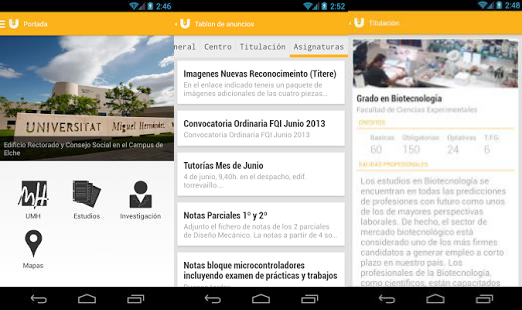 2:46
Portada
UNIVERSITAT Miguel Hernández
Edificio Rectorado y Consejo Social en el Campus de
Elche
UMH
Estudios
Investigación
Mapas
2:52
Tablon de anuncios
neral Centro Titulación Asignaturas
Imagenes Nuevas Reconocimeinto (Titere)
En el enlace indicado teneis un paquete de
imágenes adicionales de las cuatro piezas...
Convocatoria Ordinaria FQI Junio 2013
Convocatoria Ordinaria FQI Junio 2013
Tutorías Mes de Junio
4 de junio, 9,40h. en el despacho, edif.
torrevaillo...
Notas Parciales 1º y 2º
Adjunto el fichero de notas de los 2 parciales
de Diseño Mecánico. La notas a partir de 4 so...
Notas bloque microcontroladores
incluyendo examen de prácticas y trabajos
Buenos dias
2:48
Titulación
Grado en Biotecnología
Facultad de Ciencias Experimentales
CREDITOS
Basicas Obligatorias Optativas T.F.G.
60 150 24 6
SALIDAS PROFESIONALES
Los estudios en Biotecnología se
encuentran en todas las predicciones
de profesiones con futuro como unos
de los de mayores perspectivas
laborales. De hecho, el sector de
mercado biotecnológico está
considerado uno de los más firmes
candidatos a generar empleo a corto
plazo en nuestro país. Los
profesionales de la Biotecnología,
como científicos, están